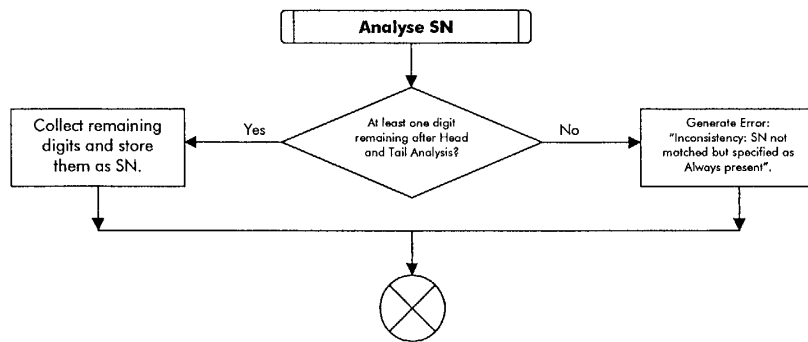 Analyse SN
At least one digit
remaining after Head
and Tail Analysis?
Yes
No
Collect remaining
digits and store
them as SN.
Generate Error:
"Inconsistency: SN not
matched but specified as
Always present".